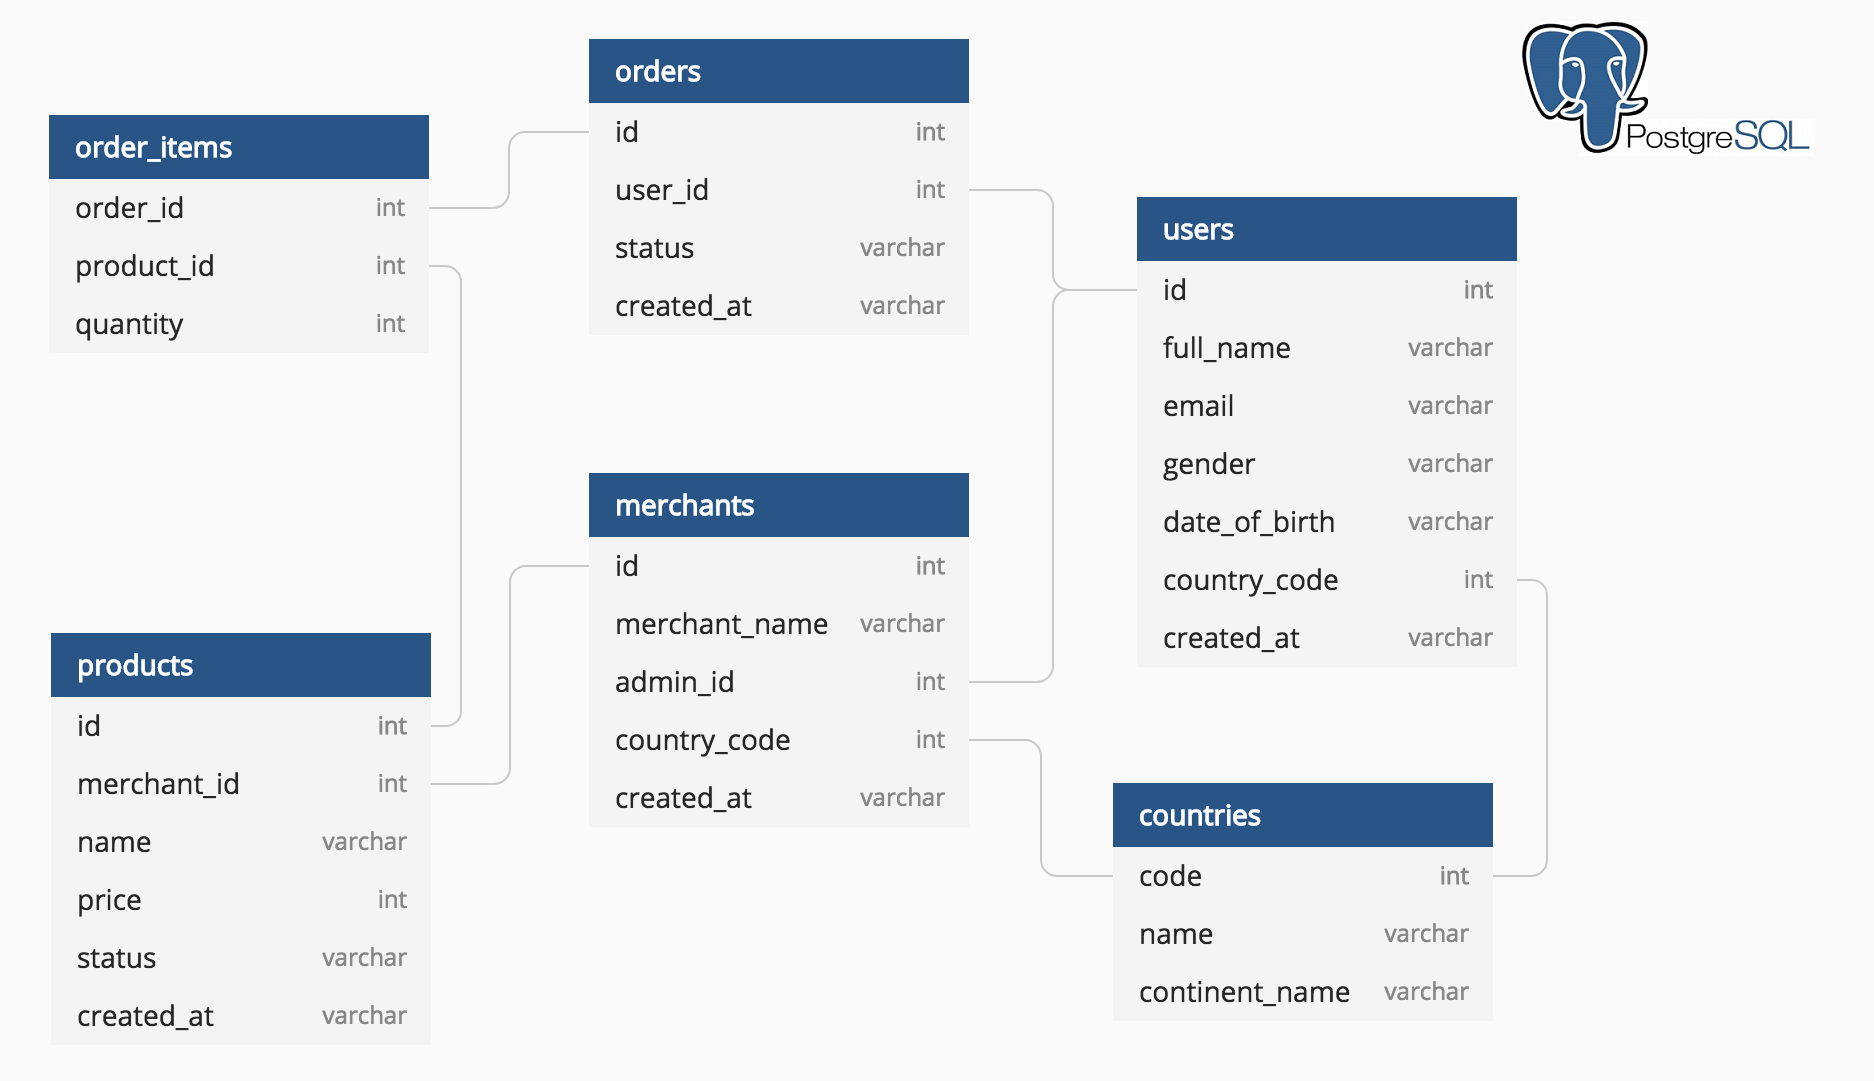 PostgreSQL
order_items
order_id int
product_id int
quantity int
orders
id int
user_id int
status varchar
created_at varchar
users
id int
full_name varchar
email varchar
gender varchar
date_of_birth varchar
country_code int
created_at varchar
merchants
id int
merchant_name varchar
admin_id int
country_code int
created_at varchar
products
id int
merchant_id int
name varchar
price int
status varchar
created_at varchar
countries
code int
name varchar
continent_name varchar